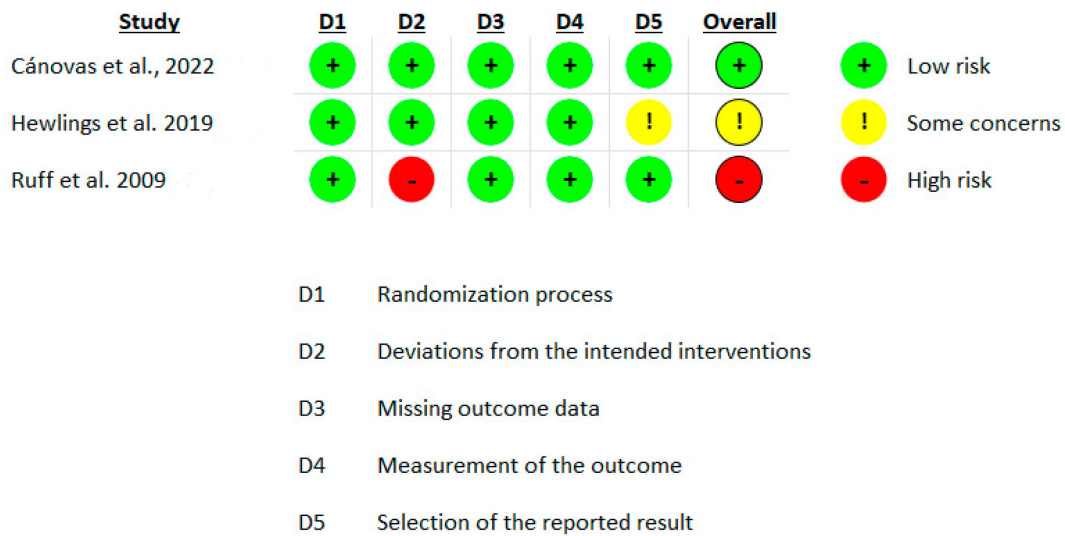 Study D1 D2 D3 D4 D5 Overall
Cánovas et al., 2022 + + + + + + + Low risk
Hewlings et al. 2019 + + + + ! ! ! Some concerns
Ruff et al. 2009 + - + + + - - High risk
D1 Randomization process
D2 Deviations from the intended interventions
D3 Missing outcome data
D4 Measurement of the outcome
D5 Selection of the reported result